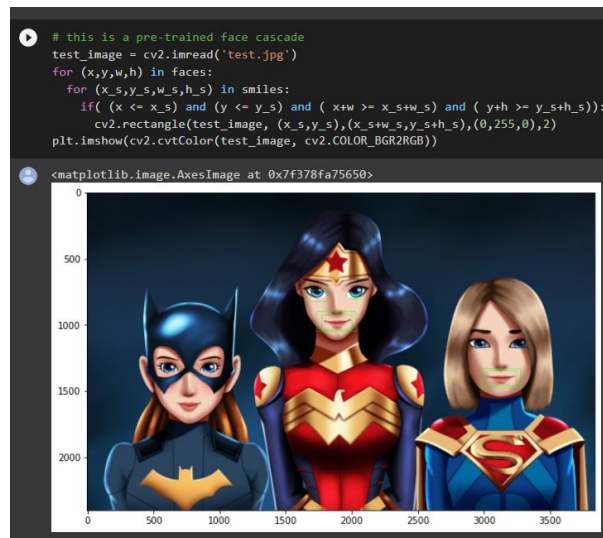 # this is a pre-trained face cascade
test_image = cv2.imread('test.jpg')
for (x,y,w,h) in faces:
  for (x_s,y_s,w_s,h_s) in smiles:
    if( (x <= x_s) and (y <= y_s) and ( x+w >= x_s+w_s) and ( y+h >= y_s+h_s)):
      cv2.rectangle(test_image, (x_s,y_s),(x_s+w_s,y_s+h_s),(0,255,0),2)
plt.imshow(cv2.cvtColor(test_image, cv2.COLOR_BGR2RGB))
<matplotlib.image.AxesImage at 0x7f378fa75650>
0
500
1000
1500
2000
0 500 1000 1500 2000 2500 3000 3500
S